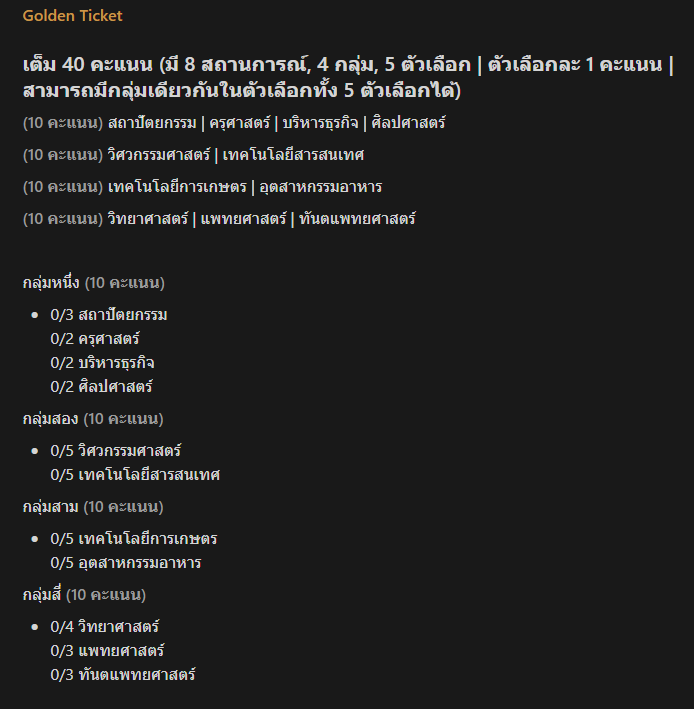 Golden Ticket
เต็ม 40 คะแนน (มี 8 สถานการณ์, 4 กลุ่ม, 5 ตัวเลือก | ตัวเลือกละ 1 คะแนน |
สามารถมีกลุ่มเดียวกันในตัวเลือกทั้ง 5 ตัวเลือกได้)
(10 คะแนน) สถาปัตยกรรม | ครุศาสตร์ | บริหารธุรกิจ | ศิลปศาสตร์
(10 คะแนน) วิศวกรรมศาสตร์ | เทคโนโลยีสารสนเทศ
(10 คะแนน) เทคโนโลยีการเกษตร | อุตสาหกรรมอาหาร
(10 คะแนน) วิทยาศาสตร์ | แพทยศาสตร์ | ทันตแพทยศาสตร์
กลุ่มหนึ่ง (10 คะแนน)
• 0/3 สถาปัตยกรรม
0/2 ครุศาสตร์
0/2 บริหารธุรกิจ
0/2 ศิลปศาสตร์
กลุ่มสอง (10 คะแนน)
• 0/5 วิศวกรรมศาสตร์
0/5 เทคโนโลยีสารสนเทศ
กลุ่มสาม (10 คะแนน)
• 0/5 เทคโนโลยีการเกษตร
0/5 อุตสาหกรรมอาหาร
กลุ่มสี่ (10 คะแนน)
• 0/4 วิทยาศาสตร์
0/3 แพทยศาสตร์
0/3 ทันตแพทยศาสตร์